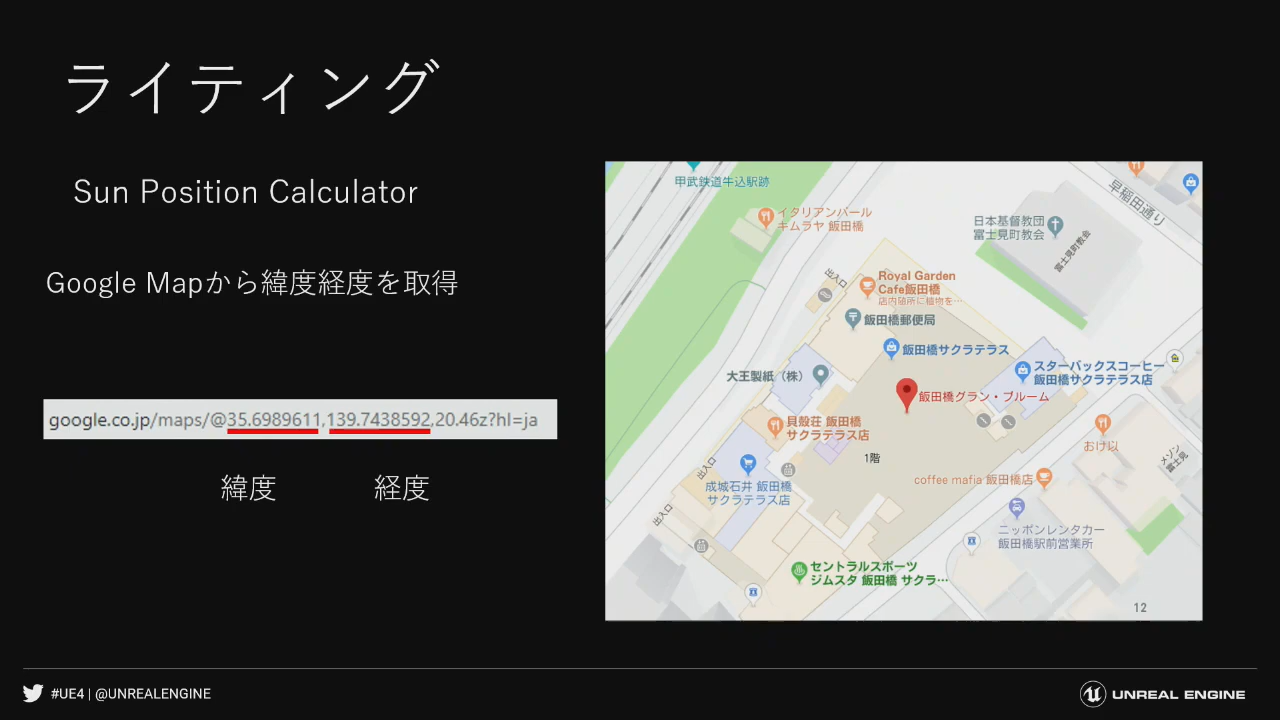 ライティング
Sun Position Calculator
Google Mapから緯度経度を取得
google.co.jp/maps/@35.6989611,139.7438592,20.46z?hl=ja
緯度
経度
甲武鉄道牛込駅跡
イタリアンバール
キムラヤ 飯田橋
日本基督教団
富士見町教会
富士見町教会
早稲田通り
出入口
Royal Garden
Cafe飯田橋
店内随所に植物を…
飯田橋郵便局
飯田橋サクラテラス
スターバックスコーヒー
飯田橋サクラテラス店
大王製紙（株）
飯田橋グラン・ブルーム
貝殻荘 飯田橋
サクラテラス店
1階
おけ以
メゾン
富士見
出入口
成城石井 飯田橋
サクラテラス店
coffee mafia 飯田橋店
出入口
ニッポンレンタカー
飯田橋駅前営業所
セントラルスポーツ
ジムスタ 飯田橋 サクラ…
12
#UE4 | @UNREALENGINE
UNREAL ENGINE